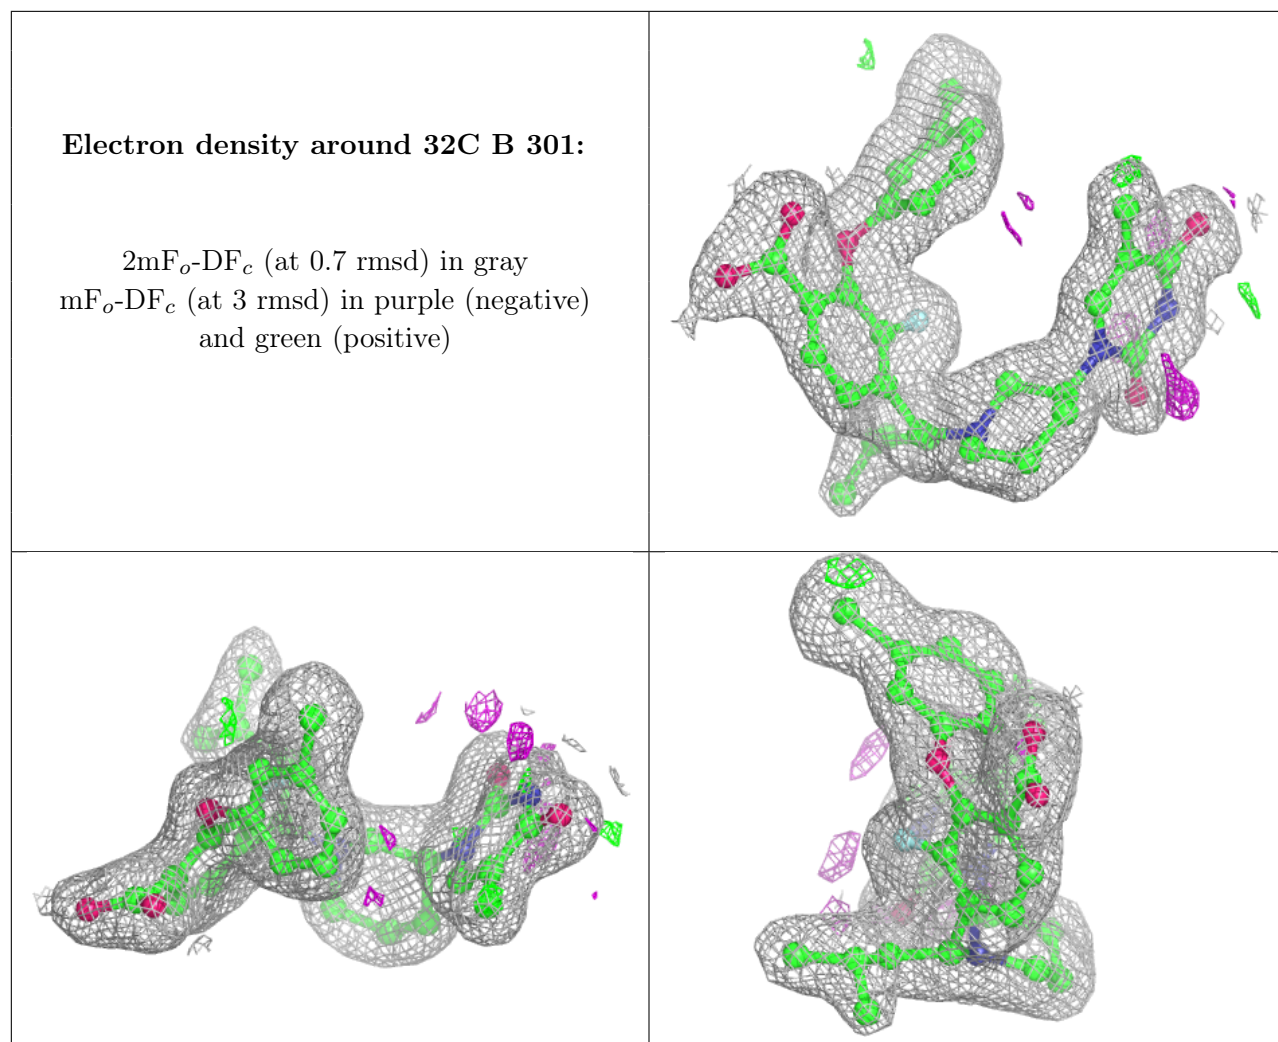 Electron density around 32C B 301:
2mFo-DFc (at 0.7 rmsd) in gray
mFo-DFc (at 3 rmsd) in purple (negative)
and green (positive)